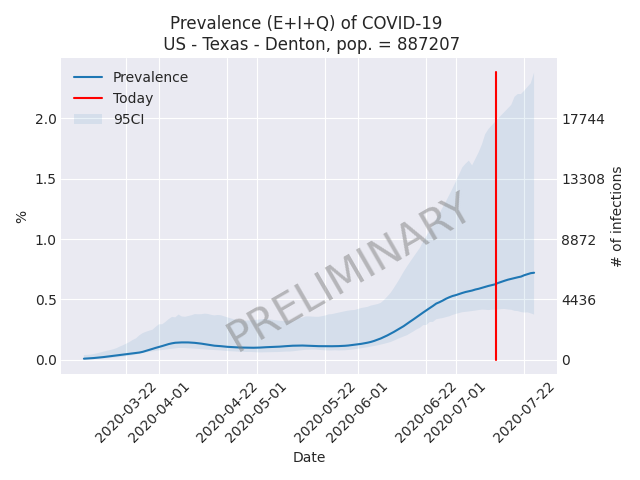 Prevalence (E+I+Q) of COVID-19
US - Texas - Denton, pop. = 887207
Prevalence
Today
95CI
2.0
1.5
1.0
0.5
0.0
%
17744
13308
8872
4436
0
# of infections
PRELIMINARY
2020-03-22
2020-04-01
2020-04-22
2020-05-01
2020-05-22
2020-06-01
2020-06-22
2020-07-01
2020-07-22
Date